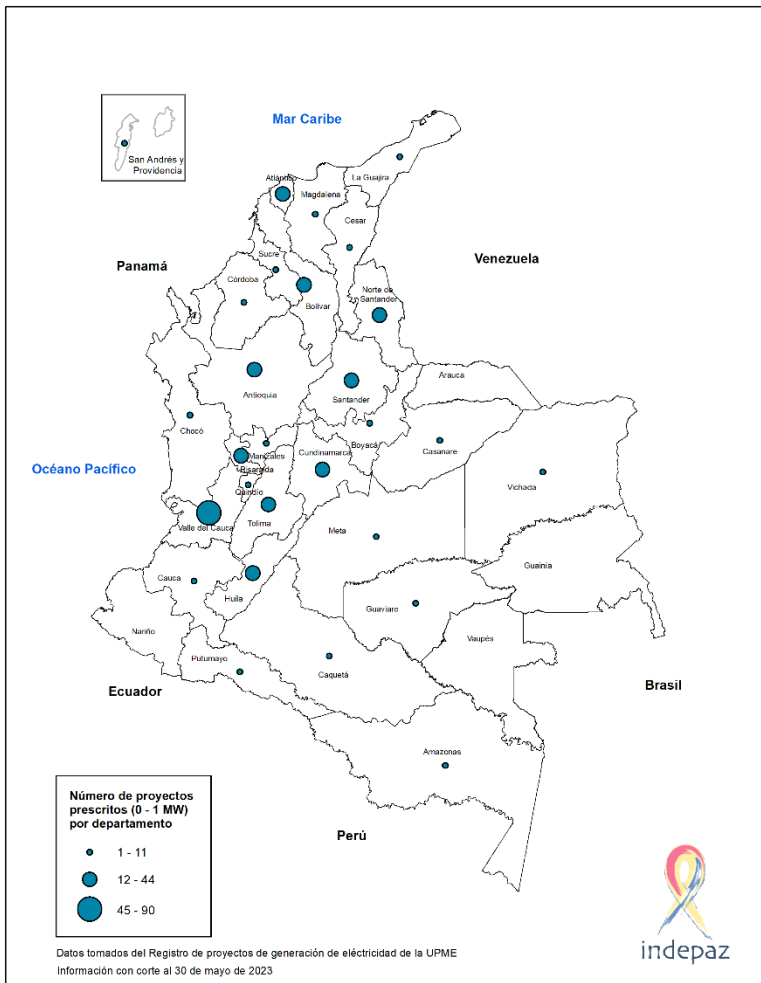 Mar Caribe
San Andrés y
Providencia
La Guajira
Atlántico
Magdalena
Cesar
Sucre
Panamá
Venezuela
Córdoba
Bolívar
Norte de
Santander
Antioquia
Santander
Arauca
Chocó
Boyacá
Casanare
Manizales
Cundinamarca
Risaralda
Océano Pacífico
Quindío
Vichada
Valle del Cauca
Tolima
Meta
Guainía
Cauca
Huila
Guaviare
Nariño
Vaupés
Putumayo
Caquetá
Ecuador
Brasil
Amazonas
Perú
Número de proyectos
prescritos (0 - 1 MW)
por departamento
1 - 11
12 - 44
45 - 90
indepaz
Datos tomados del Registro de proyectos de generación de eléctricidad de la UPME
Información con corte al 30 de mayo de 2023